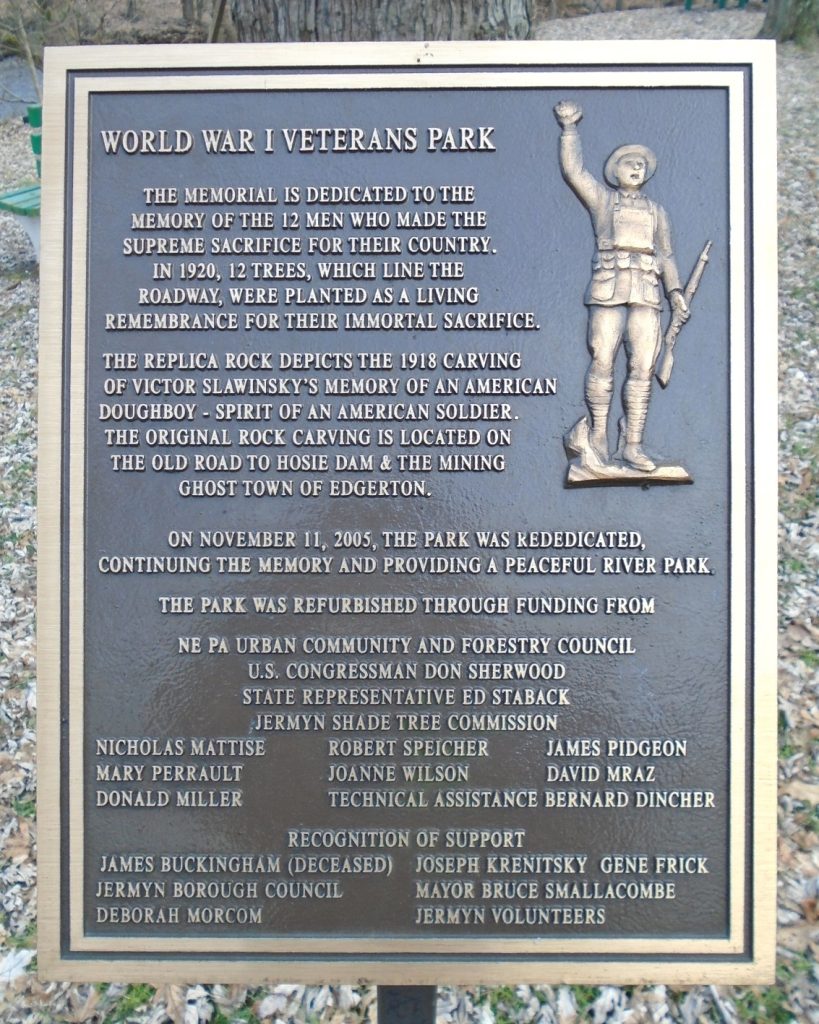 WORLD WAR I VETERANS PARK
THE MEMORIAL IS DEDICATED TO THE
MEMORY OF THE 12 MEN WHO MADE THE
SUPREME SACRIFICE FOR THEIR COUNTRY.
IN 1920, 12 TREES, WHICH LINE THE
ROADWAY, WERE PLANTED AS A LIVING
REMEMBRANCE FOR THEIR IMMORTAL SACRIFICE.
THE REPLICA ROCK DEPICTS THE 1918 CARVING
OF VICTOR SLAWINSKY'S MEMORY OF AN AMERICAN
DOUGHBOY - SPIRIT OF AN AMERICAN SOLDIER.
THE ORIGINAL ROCK CARVING IS LOCATED ON
THE OLD ROAD TO HOSIE DAM & THE MINING
GHOST TOWN OF EDGERTON.
ON NOVEMBER 11, 2005, THE PARK WAS REDEDICATED,
CONTINUING THE MEMORY AND PROVIDING A PEACEFUL RIVER PARK.
THE PARK WAS REFURBISHED THROUGH FUNDING FROM
NE PA URBAN COMMUNITY AND FORESTRY COUNCIL
U.S. CONGRESSMAN DON SHERWOOD
STATE REPRESENTATIVE ED STABACK
JERMYN SHADE TREE COMMISSION
NICHOLAS MATTISE ROBERT SPEICHER JAMES PIDGEON
MARY PERRAULT JOANNE WILSON DAVID MRAZ
DONALD MILLER TECHNICAL ASSISTANCE BERNARD DINCHER
RECOGNITION OF SUPPORT
JAMES BUCKINGHAM (DECEASED) JOSEPH KRENITSKY GENE FRICK
JERMYN BOROUGH COUNCIL MAYOR BRUCE SMALLACOMBE
DEBORAH MORCOM JERMYN VOLUNTEERS